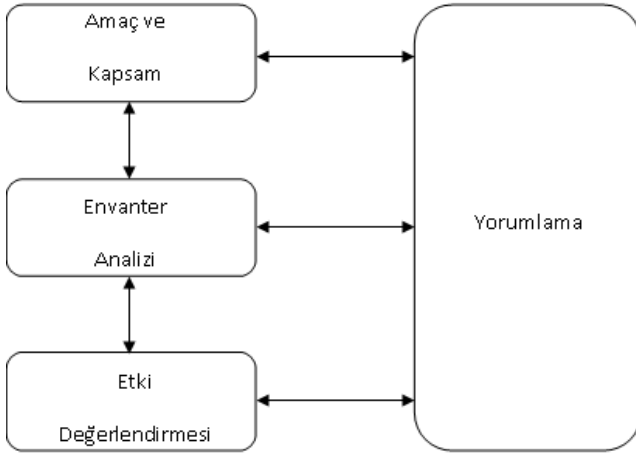 Amaç ve
Kapsam
Envanter
Analizi
Etki
Değerlendirmesi
Yorumlama